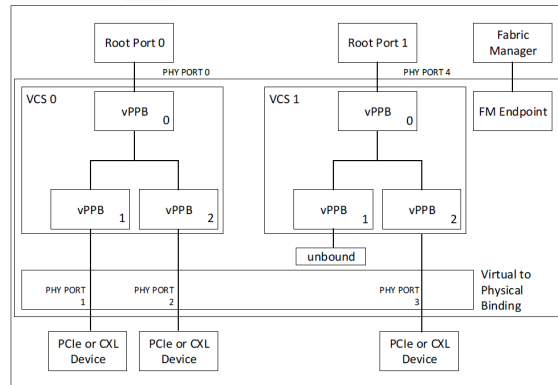 Root Port 0
Root Port 1
Fabric
Manager
PHY PORT 0
PHY PORT 4
VCS 0
vPPB
0
VCS 1
vPPB
0
FM Endpoint
vPPB
1
vPPB
2
vPPB
1
vPPB
2
unbound
PHY PORT
1
PHY PORT
2
PHY PORT
3
Virtual to
Physical
Binding
PCIe or CXL
Device
PCIe or CXL
Device
PCIe or CXL
Device